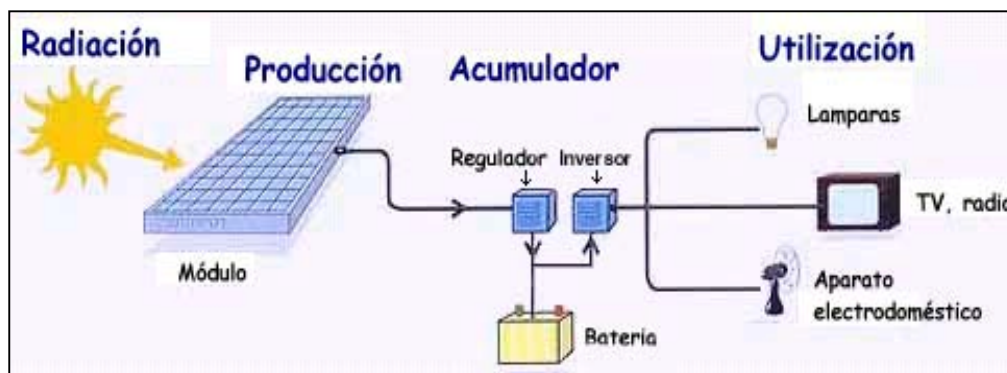 Radiación
Producción
Acumulador
Utilización
Regulador
Inversor
Lamparas
TV, radio
Módulo
Bateria
Aparato
electrodoméstico